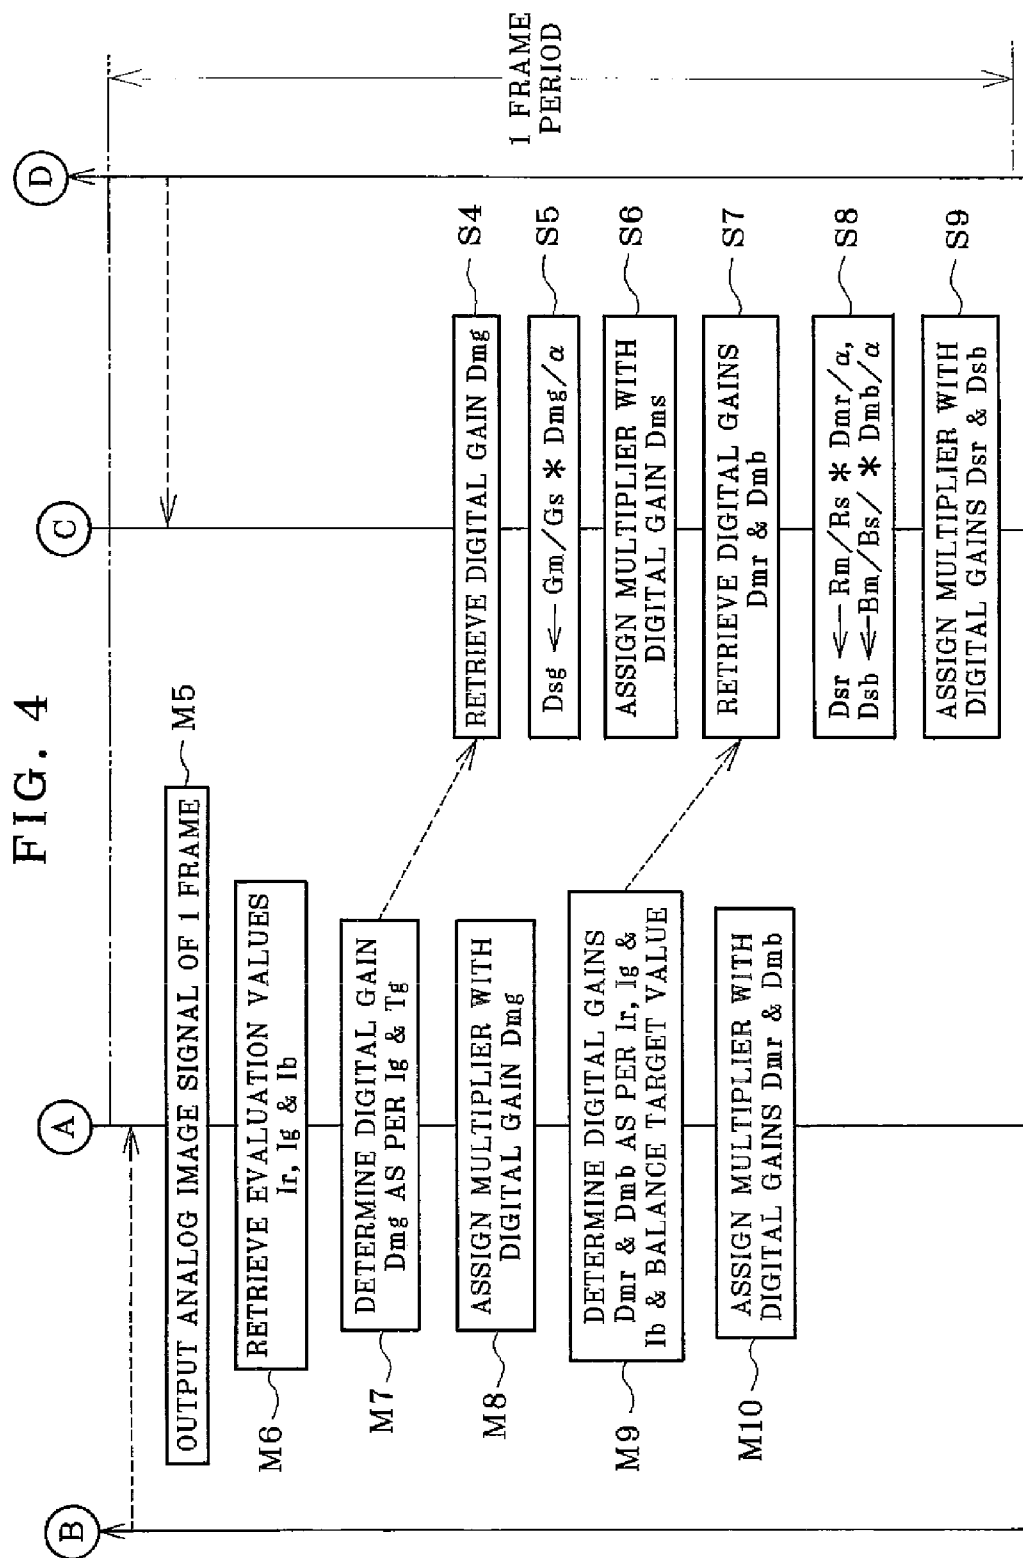 FIG. 4
A
B
C
D
1 FRAME
PERIOD
OUTPUT ANALOG IMAGE SIGNAL OF 1 FRAME
M5
RETRIEVE EVALUATION VALUES
Ir, Ig & Ib
M6
DETERMINE DIGITAL GAIN
Dmg AS PER Ig & Tg
M7
ASSIGN MULTIPLIER WITH
DIGITAL GAIN Dmg
M8
DETERMINE DIGITAL GAINS
Dmr & Dmb AS PER Ir, Ig &
Ib & BALANCE TARGET VALUE
M9
ASSIGN MULTIPLIER WITH
DIGITAL GAINS Dmr & Dmb
M10
RETRIEVE DIGITAL GAIN Dmg
S4
Dsg ← Gm/Gs * Dmg/α
S5
ASSIGN MULTIPLIER WITH
DIGITAL GAIN Dms
S6
RETRIEVE DIGITAL GAINS
Dmr & Dmb
S7
Dsr ← Rm/Rs * Dmr/α,
Dsb ← Bm/Bs/ * Dmb/α
S8
ASSIGN MULTIPLIER WITH
DIGITAL GAINS Dsr & Dsb
S9